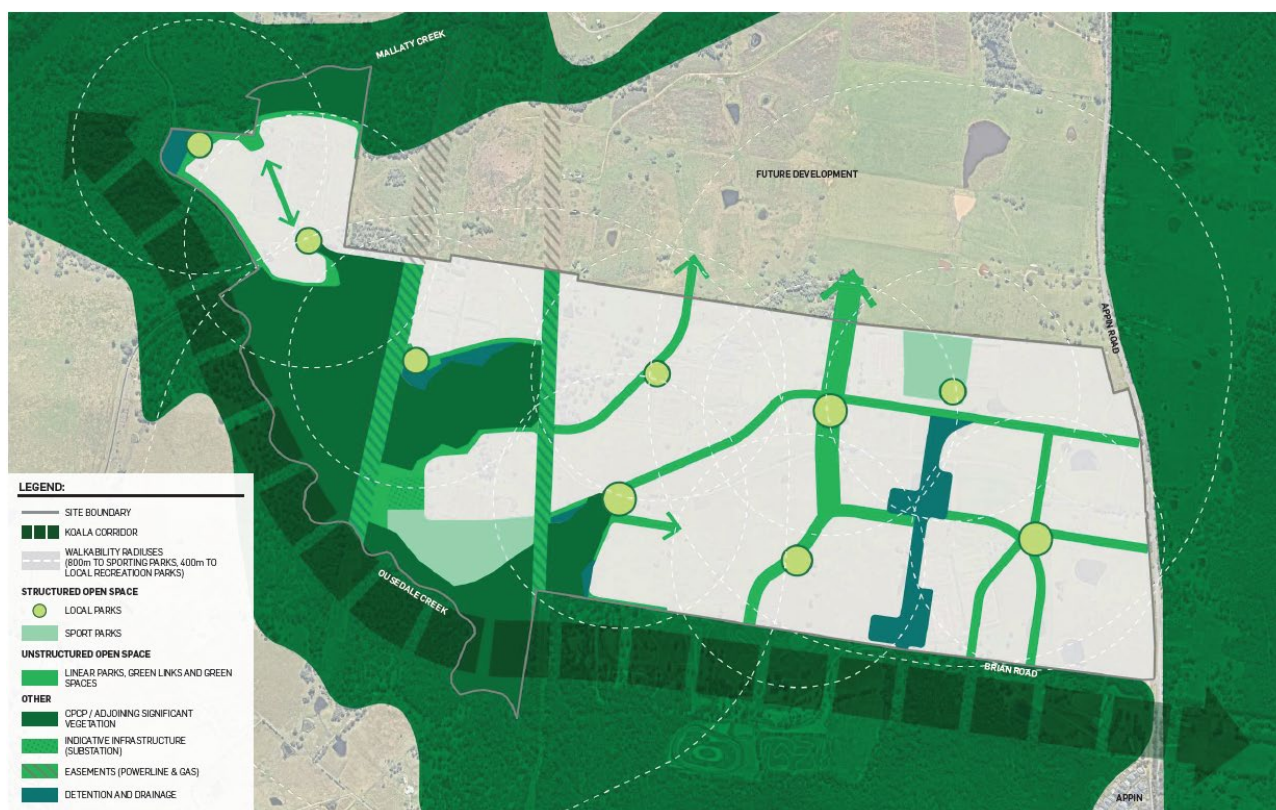 MALLATY CREEK
FUTURE DEVELOPMENT
APPIN ROAD
OUSEDALE CREEK
BRIAN ROAD
APPIN
LEGEND:
SITE BOUNDARY
KOALA CORRIDOR
WALKABILITY RADIUSES
(800m TO SPORTING PARKS, 400m TO
LOCAL RECREATIOON PARKS)
STRUCTURED OPEN SPACE
LOCAL PARKS
SPORT PARKS
UNSTRUCTURED OPEN SPACE
LINEAR PARKS, GREEN LINKS AND GREEN
SPACES
OTHER
CPCP / ADJOINING SIGNIFICANT
VEGETATION
INDICATIVE INFRASTRUCTURE
(SUBSTATION)
EASEMENTS (POWERLINE & GAS)
DETENTION AND DRAINAGE